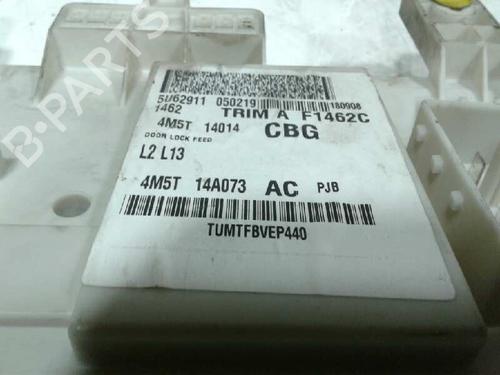 5U62911 050219 180908
1462 TRIM A F1462C
4M5T 14014 CBG
DOOR LOCK FEED
L2 L13
4M5T 14A073 AC PJB
TUMTFBVEP440
B-PARTS